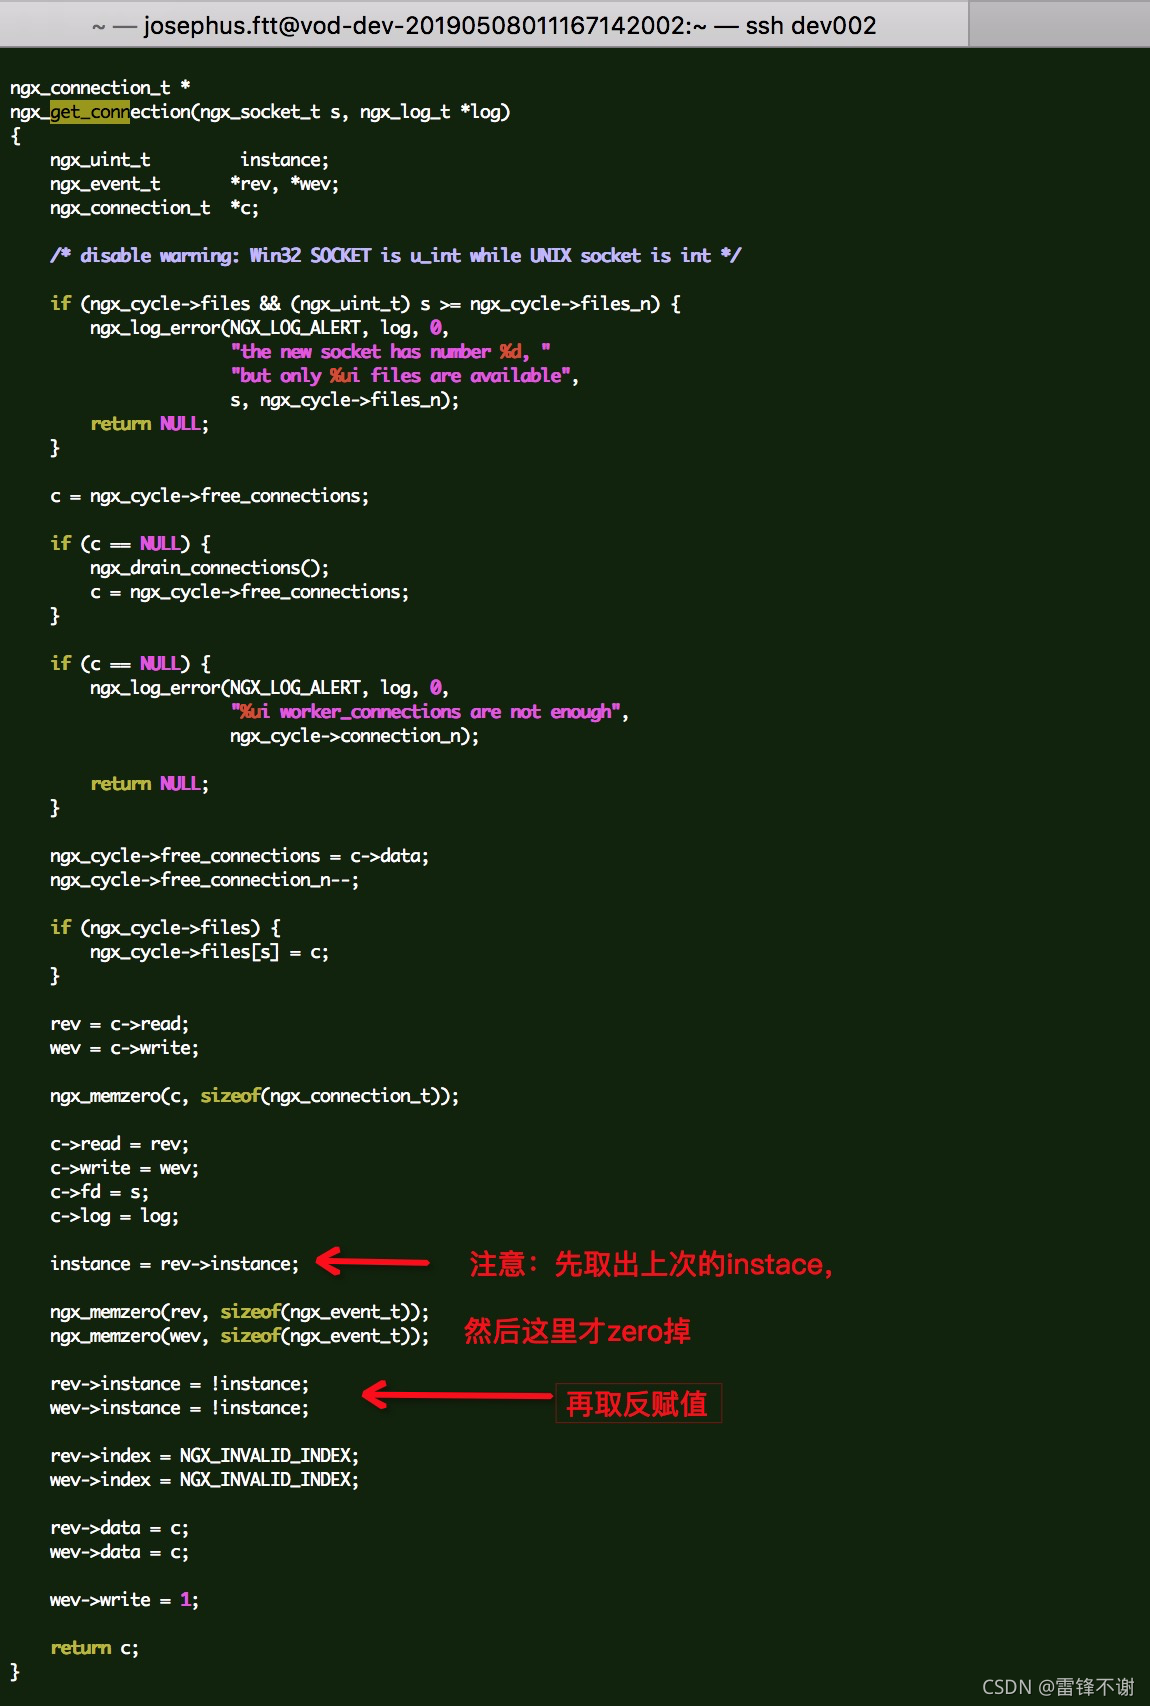 ~ — josephus.ftt@vod-dev-20190508011167142002:~ — ssh dev002
ngx_connection_t *
ngx_get_connection(ngx_socket_t s, ngx_log_t *log)
{
    ngx_uint_t         instance;
    ngx_event_t       *rev, *wev;
    ngx_connection_t  *c;
    /* disable warning: Win32 SOCKET is u_int while UNIX socket is int */
    if (ngx_cycle->files && (ngx_uint_t) s >= ngx_cycle->files_n) {
        ngx_log_error(NGX_LOG_ALERT, log, 0,
                      "the new socket has number %d, "
                      "but only %ui files are available",
                      s, ngx_cycle->files_n);
        return NULL;
    }
    c = ngx_cycle->free_connections;
    if (c == NULL) {
        ngx_drain_connections();
        c = ngx_cycle->free_connections;
    }
    if (c == NULL) {
        ngx_log_error(NGX_LOG_ALERT, log, 0,
                      "%ui worker_connections are not enough",
                      ngx_cycle->connection_n);
        return NULL;
    }
    ngx_cycle->free_connections = c->data;
    ngx_cycle->free_connection_n--;
    if (ngx_cycle->files) {
        ngx_cycle->files[s] = c;
    }
    rev = c->read;
    wev = c->write;
    ngx_memzero(c, sizeof(ngx_connection_t));
    c->read = rev;
    c->write = wev;
    c->fd = s;
    c->log = log;
    instance = rev->instance; 注意：先取出上次的instace，
    ngx_memzero(rev, sizeof(ngx_event_t));
    ngx_memzero(wev, sizeof(ngx_event_t)); 然后这里才zero掉
    rev->instance = !instance;
    wev->instance = !instance; 再取反赋值
    rev->index = NGX_INVALID_INDEX;
    wev->index = NGX_INVALID_INDEX;
    rev->data = c;
    wev->data = c;
    wev->write = 1;
    return c;
}
CSDN @雷锋不谢